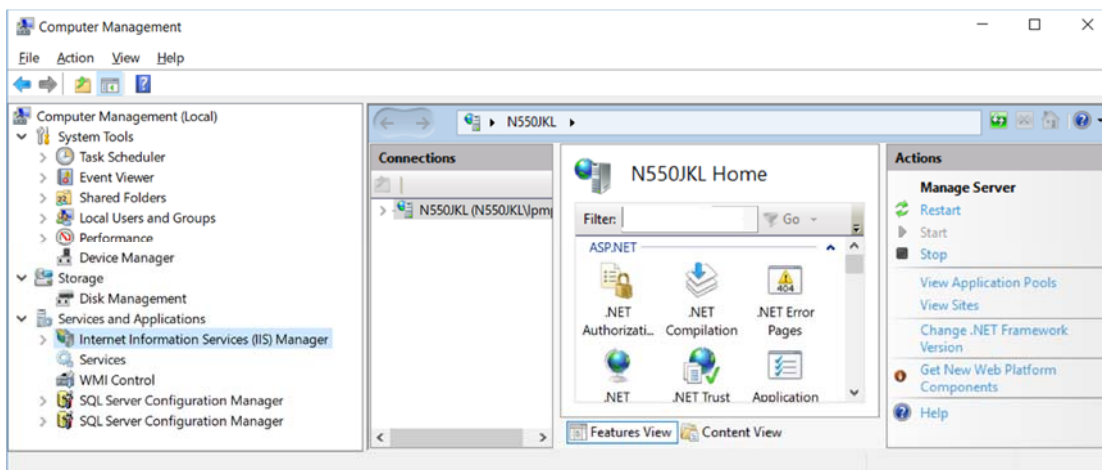 Computer Management
File Action View Help
Computer Management (Local)
System Tools
Task Scheduler
Event Viewer
Shared Folders
Local Users and Groups
Performance
Device Manager
Storage
Disk Management
Services and Applications
Internet Information Services (IIS) Manager
Services
WMI Control
SQL Server Configuration Manager
SQL Server Configuration Manager
N550JKL
Connections
N550JKL (N550JKL\lpm
N550JKL Home
Filter: Go
ASP.NET
.NET Authorizati...
.NET Compilation
.NET Error Pages
404
.NET
.NET Trust
Application
Features View
Content View
Actions
Manage Server
Restart
Start
Stop
View Application Pools
View Sites
Change .NET Framework
Version
Get New Web Platform
Components
Help